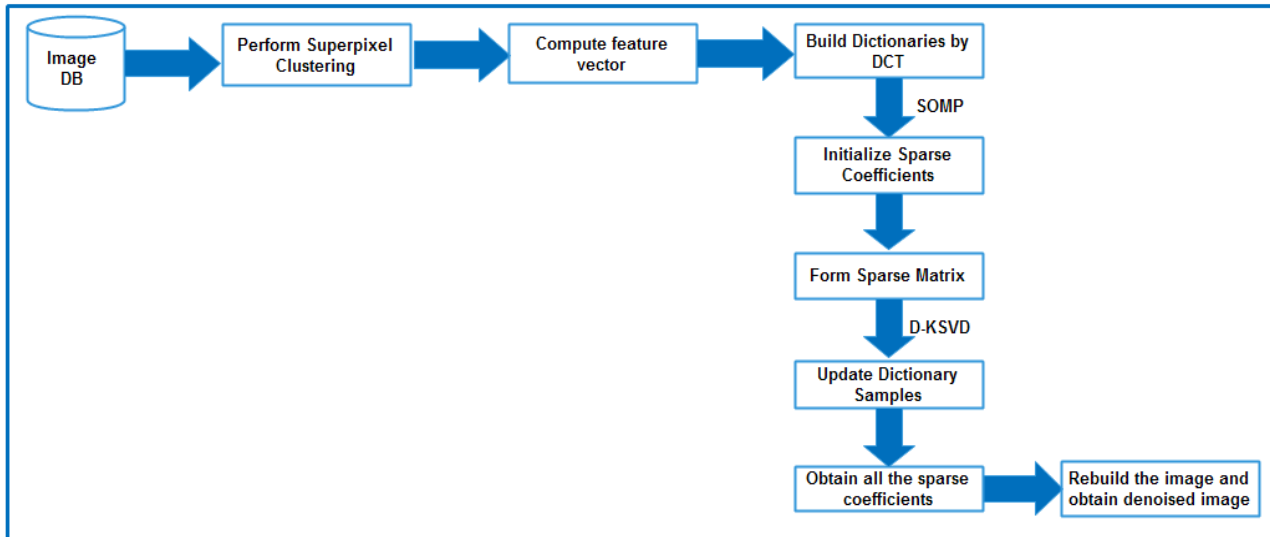 Image
DB
Perform Superpixel
Clustering
Compute feature
vector
Build Dictionaries by
DCT
SOMP
Initialize Sparse
Coefficients
Form Sparse Matrix
D-KSVD
Update Dictionary
Samples
Obtain all the sparse
coefficients
Rebuild the image and
obtain denoised image